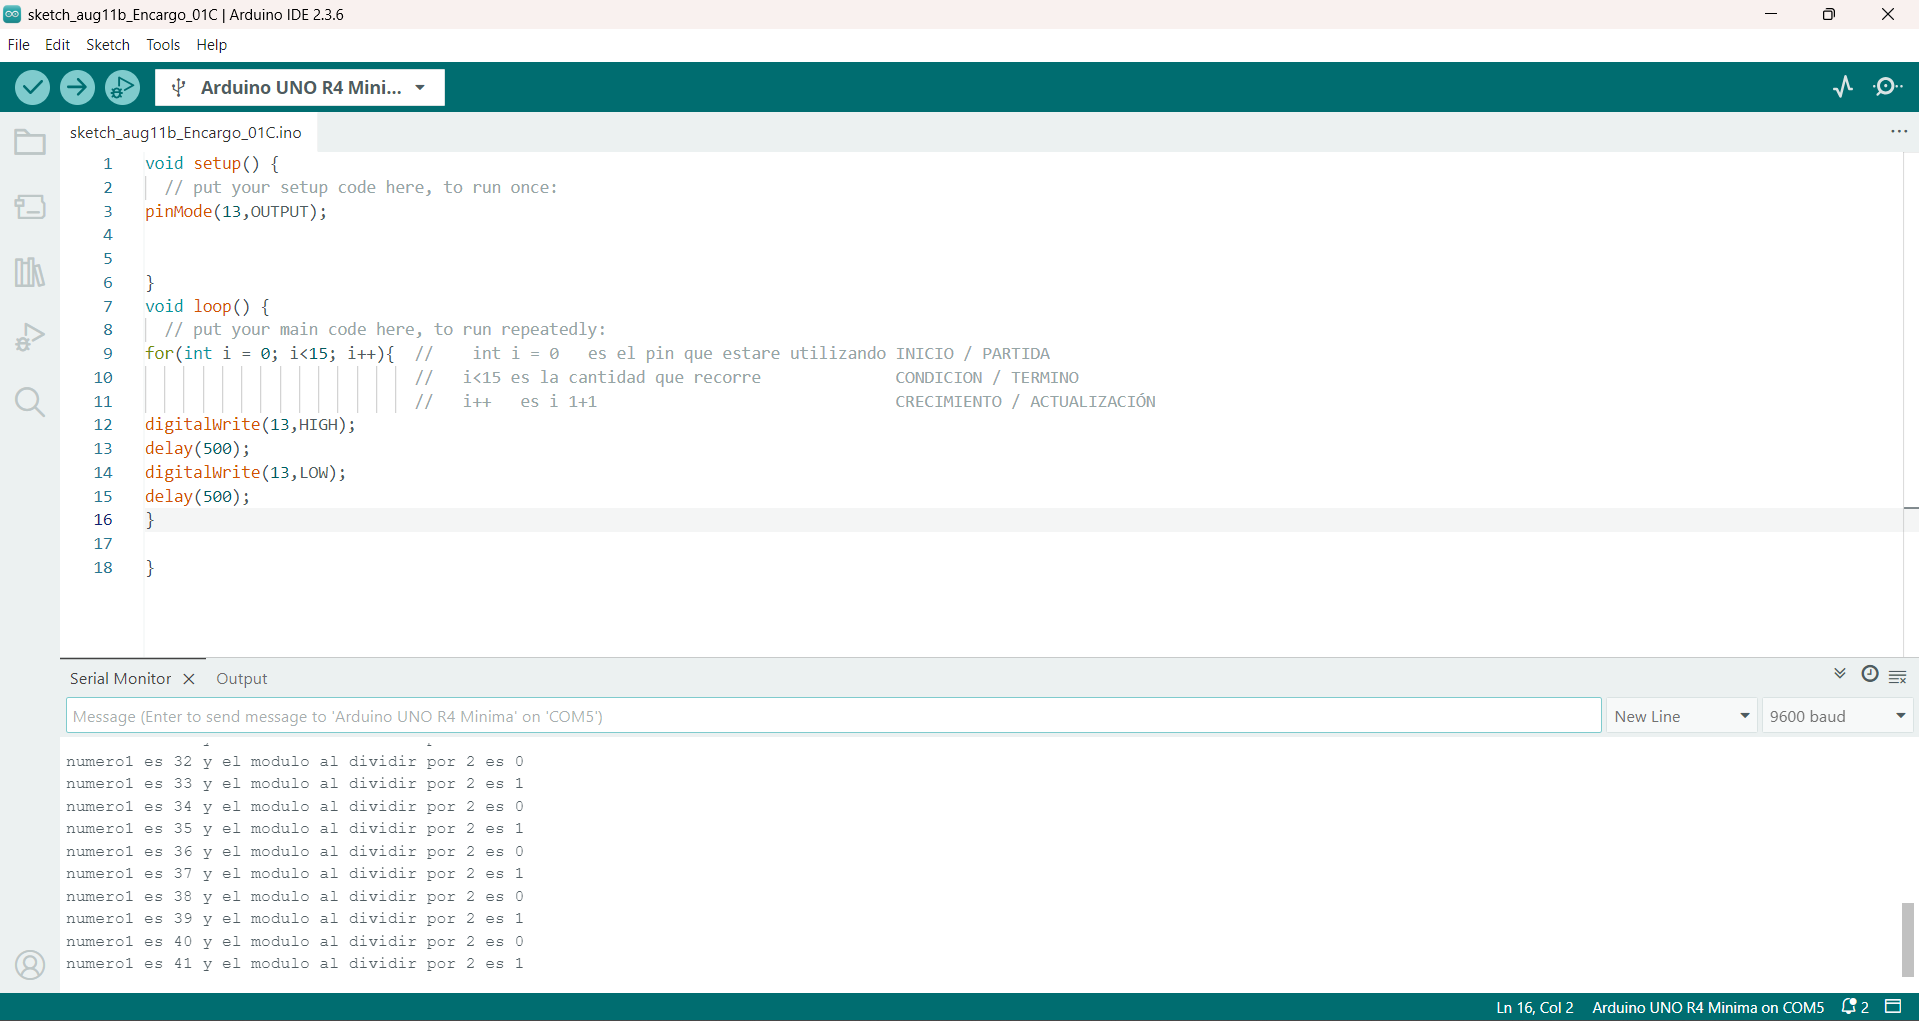 sketch_aug11b_Encargo_01C | Arduino IDE 2.3.6
File Edit Sketch Tools Help
Arduino UNO R4 Mini...
sketch_aug11b_Encargo_01C.ino
1 void setup() {
2 // put your setup code here, to run once:
3 pinMode(13,OUTPUT);
4
5
6 }
7 void loop() {
8 // put your main code here, to run repeatedly:
9 for(int i = 0; i<15; i++){ // int i = 0 es el pin que estare utilizando INICIO / PARTIDA
10 // i<15 es la cantidad que recorre CONDICION / TERMINO
11 // i++ es i 1+1 CRECIMIENTO / ACTUALIZACIÓN
12 digitalWrite(13,HIGH);
13 delay(500);
14 digitalWrite(13,LOW);
15 delay(500);
16 }
17
18 }
Serial Monitor Output
Message (Enter to send message to 'Arduino UNO R4 Minima' on 'COM5') New Line 9600 baud
numero1 es 32 y el modulo al dividir por 2 es 0
numero1 es 33 y el modulo al dividir por 2 es 1
numero1 es 34 y el modulo al dividir por 2 es 0
numero1 es 35 y el modulo al dividir por 2 es 1
numero1 es 36 y el modulo al dividir por 2 es 0
numero1 es 37 y el modulo al dividir por 2 es 1
numero1 es 38 y el modulo al dividir por 2 es 0
numero1 es 39 y el modulo al dividir por 2 es 1
numero1 es 40 y el modulo al dividir por 2 es 0
numero1 es 41 y el modulo al dividir por 2 es 1
Ln 16, Col 2 Arduino UNO R4 Minima on COM5 2